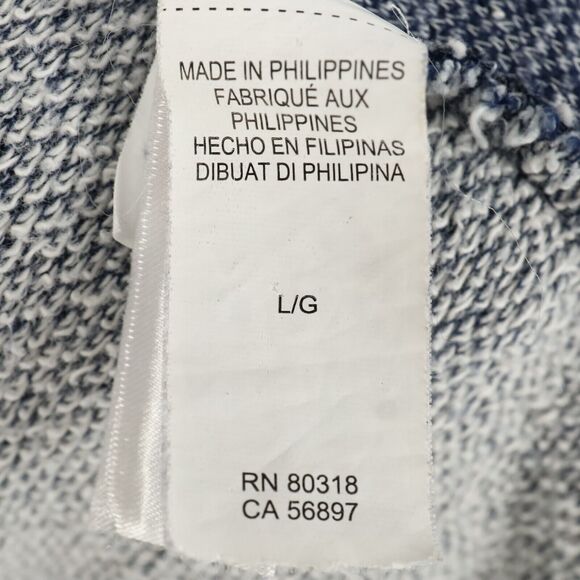 MADE IN PHILIPPINES
FABRIQUÉ AUX
PHILIPPINES
HECHO EN FILIPINAS
DIBUAT DI PHILIPINA
L/G
RN 80318
CA 56897